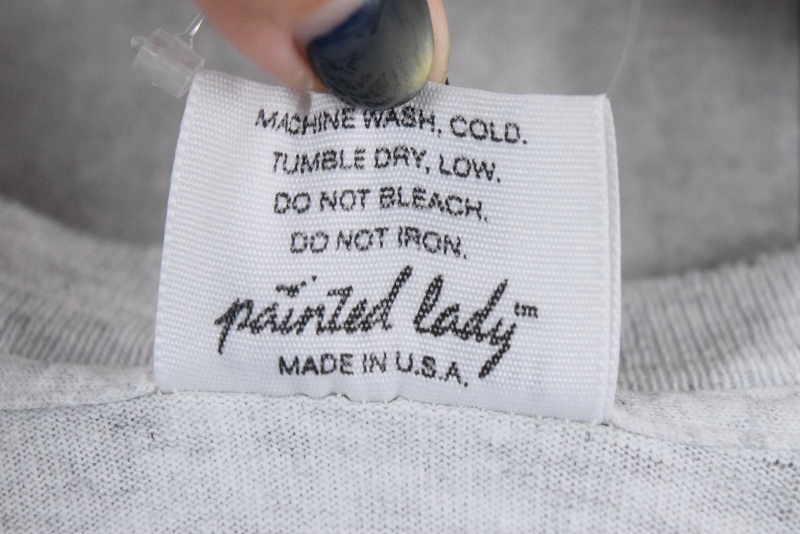 MACHINE WASH, COLD.
TUMBLE DRY, LOW.
DO NOT BLEACH.
DO NOT IRON.
painted lady™
MADE IN U.S.A.